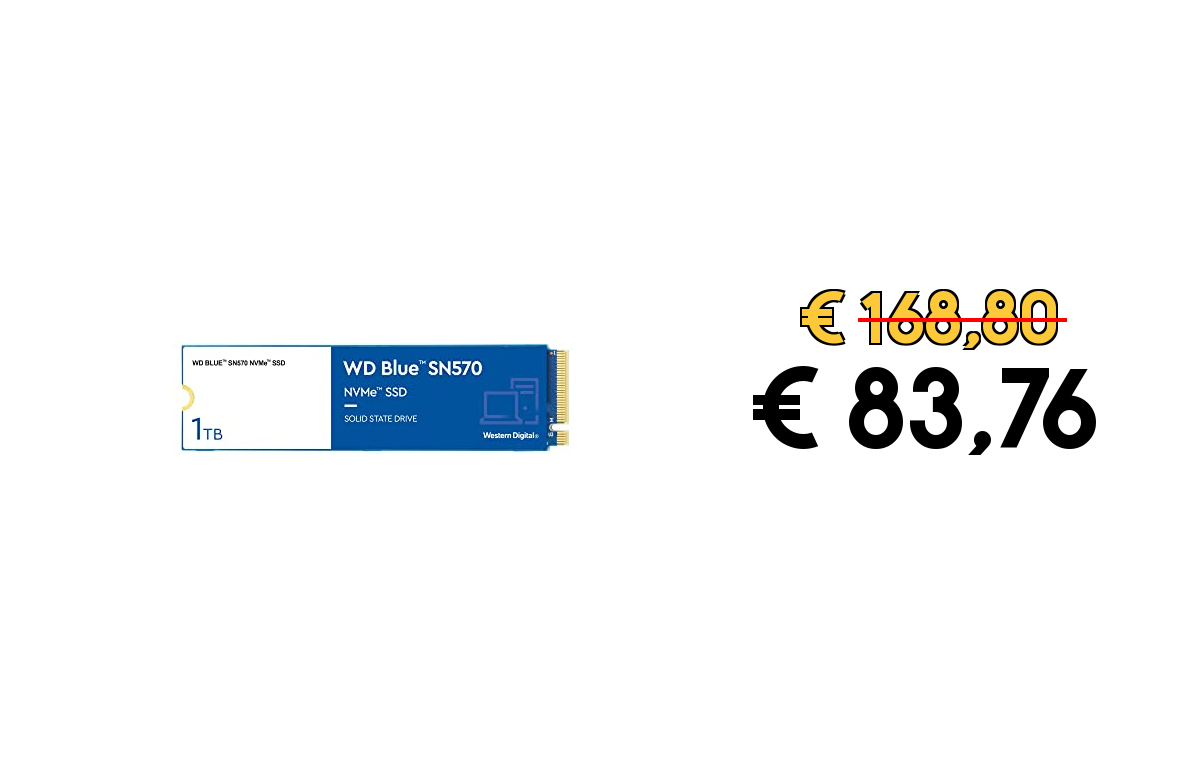 WD BLUE™ SN570 NVMe™ SSD
1TB
WD Blue™ SN570
NVMe™ SSD
SOLID STATE DRIVE
Western Digital®
€ 168,80
€ 83,76